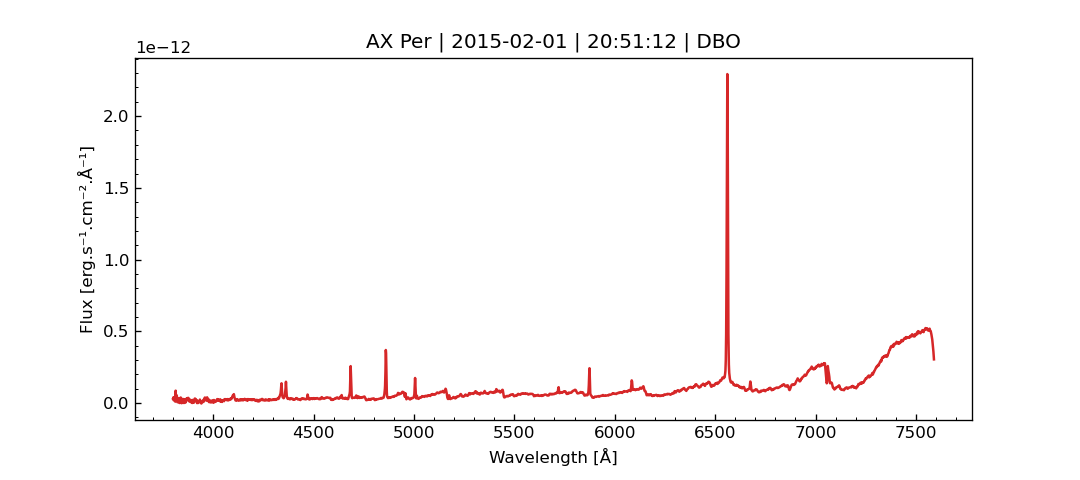 AX Per | 2015-02-01 | 20:51:12 | DBO
1e−12
2.0
1.5
1.0
0.5
0.0
Flux [erg.s⁻¹.cm⁻².Å⁻¹]
4000 4500 5000 5500 6000 6500 7000 7500
Wavelength [Å]